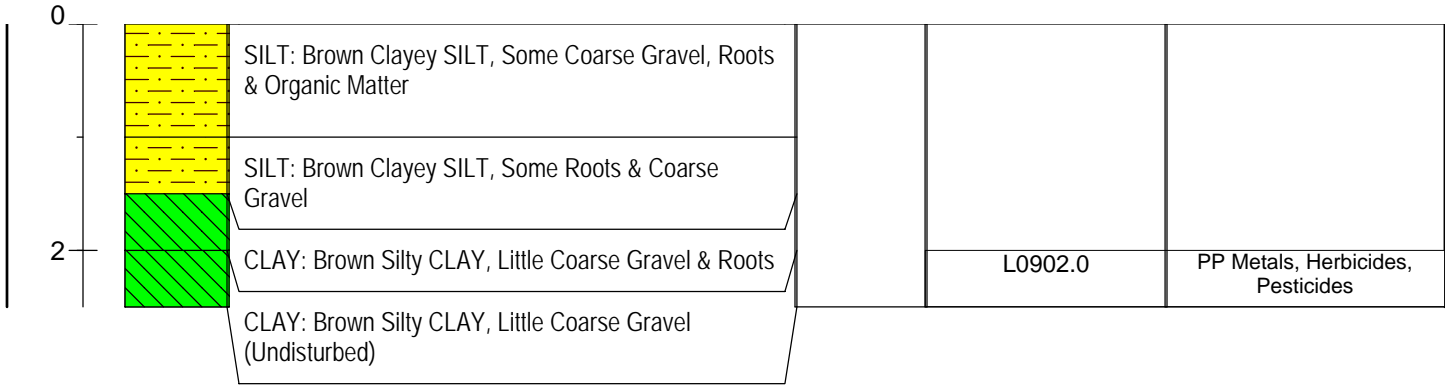 0
SILT: Brown Clayey SILT, Some Coarse Gravel, Roots
& Organic Matter
SILT: Brown Clayey SILT, Some Roots & Coarse
Gravel
2
CLAY: Brown Silty CLAY, Little Coarse Gravel & Roots
L0902.0
PP Metals, Herbicides,
Pesticides
CLAY: Brown Silty CLAY, Little Coarse Gravel
(Undisturbed)